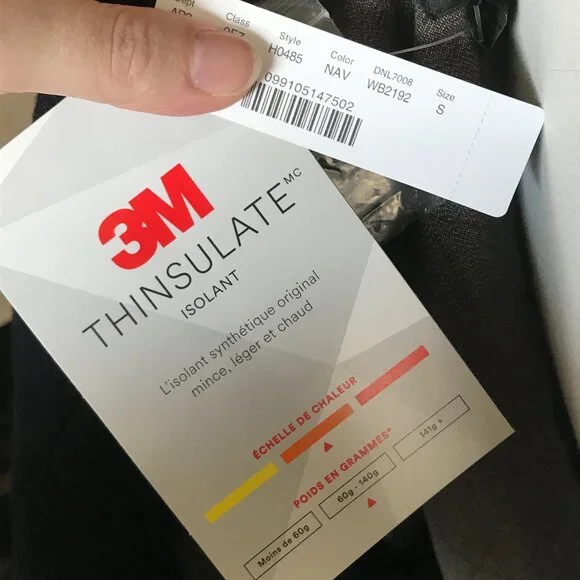 Dept Class Style Color DNL7008 Size
H0485 NAV WB2192 S
099105147502
3M
THINSULATE MC
ISOLANT
L'isolant synthétique original
mince, léger et chaud
ÉCHELLE DE CHALEUR
POIDS EN GRAMMES*
Moins de 60g 60g - 140g 141g +